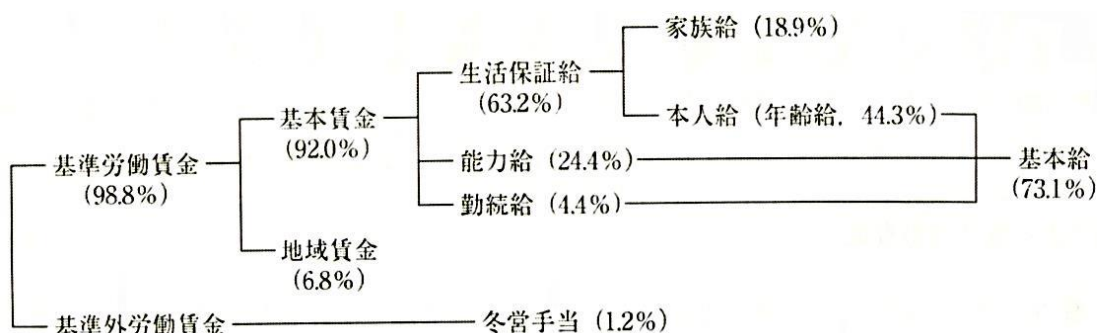 家族給（18.9%）
生活保証給
（63.2%）
基本賃金
（92.0%）
本人給（年齢給，44.3%）
基準労働賃金
（98.8%）
能力給（24.4%）
基本給
（73.1%）
勤続給（4.4%）
地域賃金
（6.8%）
基準外労働賃金
冬営手当（1.2%）